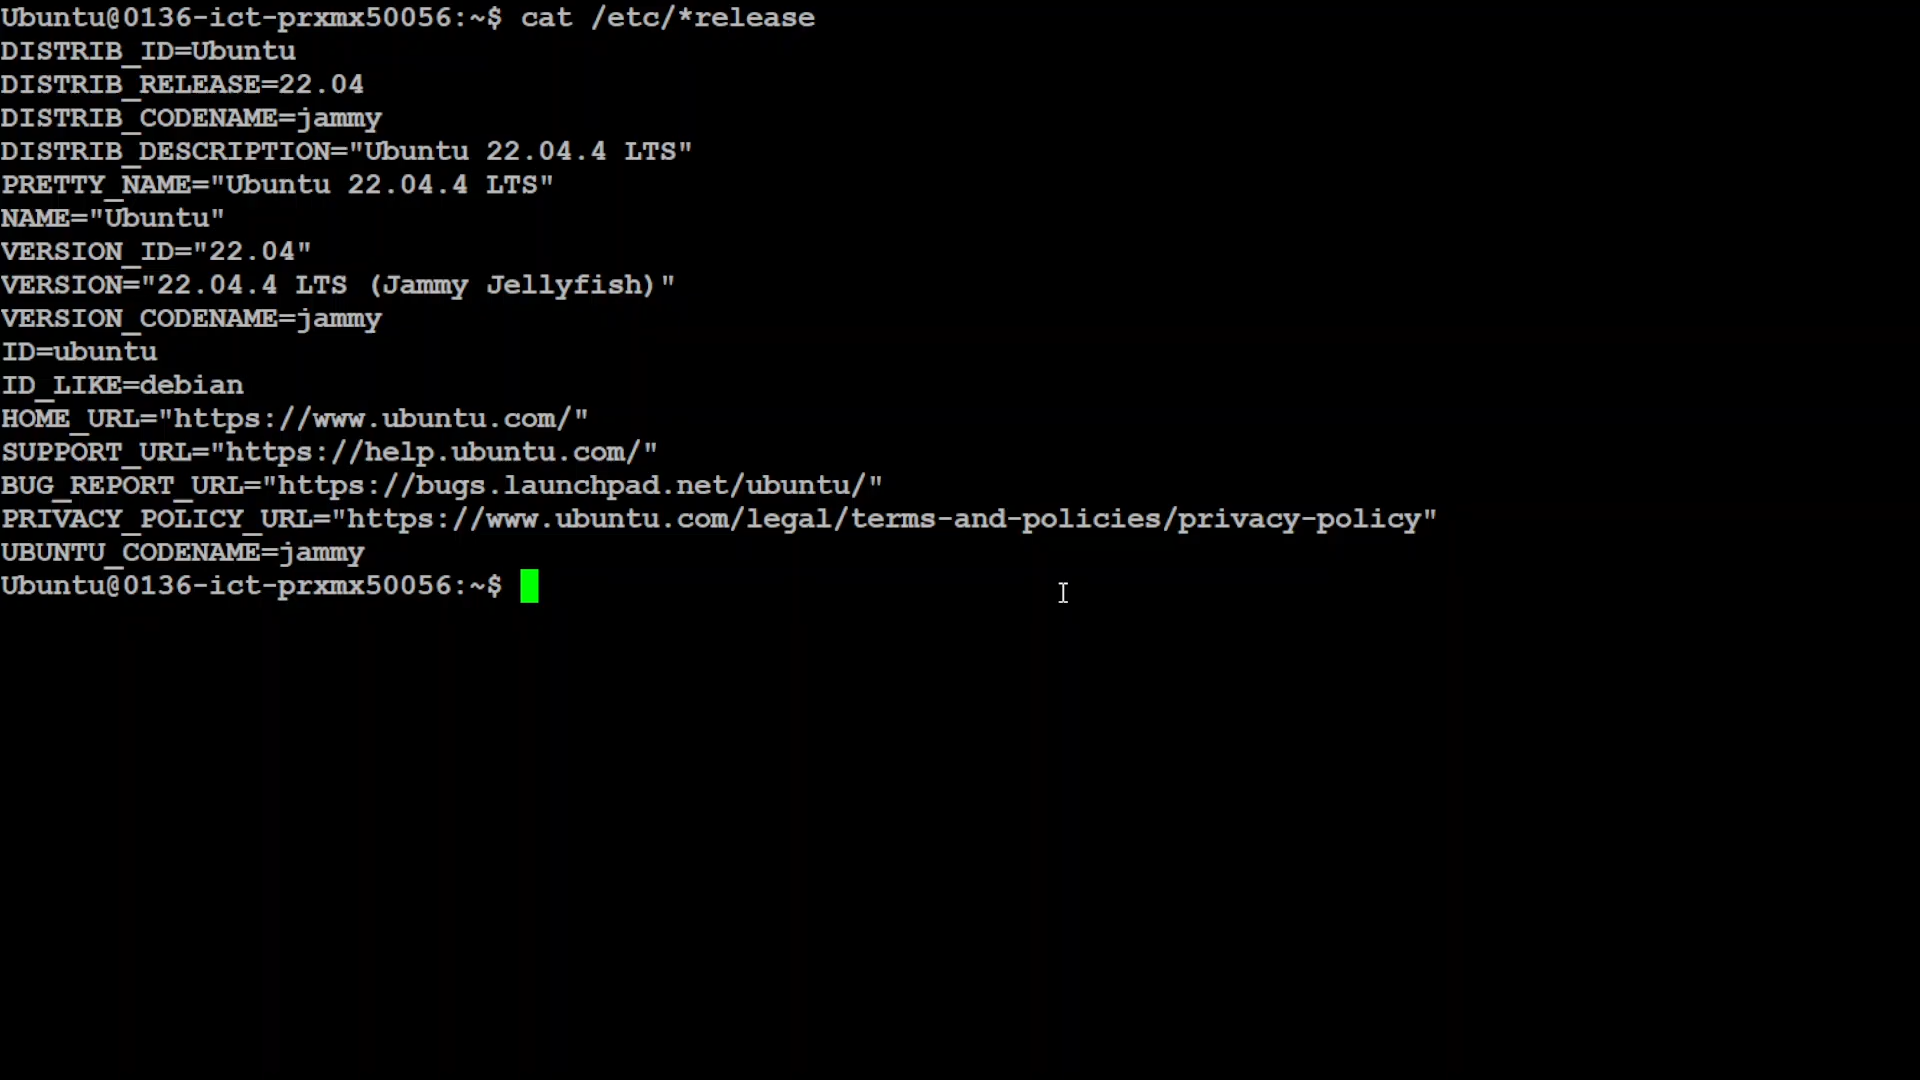 Ubuntu@0136-ict-prxmx50056:~$ cat /etc/*release
DISTRIB_ID=Ubuntu
DISTRIB_RELEASE=22.04
DISTRIB_CODENAME=jammy
DISTRIB_DESCRIPTION="Ubuntu 22.04.4 LTS"
PRETTY_NAME="Ubuntu 22.04.4 LTS"
NAME="Ubuntu"
VERSION_ID="22.04"
VERSION="22.04.4 LTS (Jammy Jellyfish)"
VERSION_CODENAME=jammy
ID=ubuntu
ID_LIKE=debian
HOME_URL="https://www.ubuntu.com/"
SUPPORT_URL="https://help.ubuntu.com/"
BUG_REPORT_URL="https://bugs.launchpad.net/ubuntu/"
PRIVACY_POLICY_URL="https://www.ubuntu.com/legal/terms-and-policies/privacy-policy"
UBUNTU_CODENAME=jammy
Ubuntu@0136-ict-prxmx50056:~$